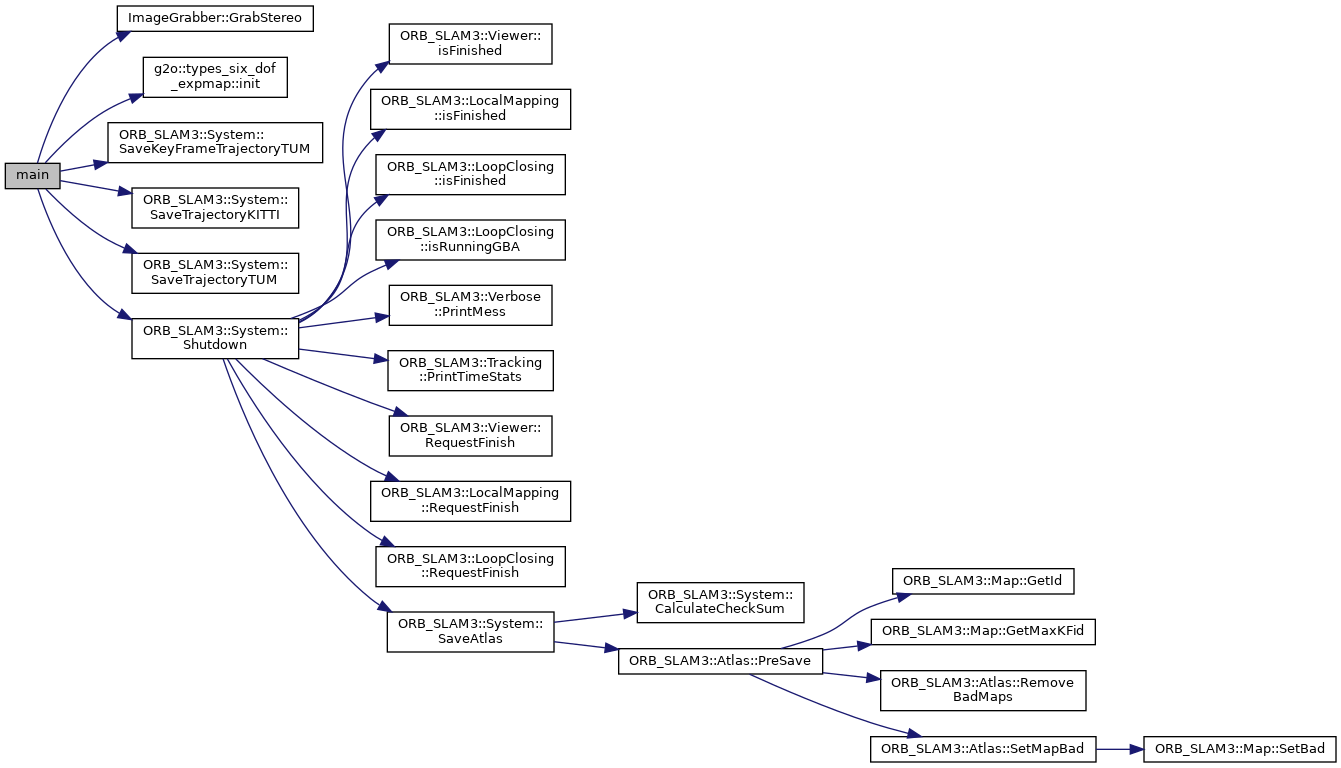 main
ImageGrabber::GrabStereo
g2o::types_six_dof
_expmap::init
ORB_SLAM3::System::
SaveKeyFrameTrajectoryTUM
ORB_SLAM3::System::
SaveTrajectoryKITTI
ORB_SLAM3::System::
SaveTrajectoryTUM
ORB_SLAM3::System::
Shutdown
ORB_SLAM3::Viewer::
isFinished
ORB_SLAM3::LocalMapping
::isFinished
ORB_SLAM3::LoopClosing
::isFinished
ORB_SLAM3::LoopClosing
::isRunningGBA
ORB_SLAM3::Verbose
::PrintMess
ORB_SLAM3::Tracking
::PrintTimeStats
ORB_SLAM3::Viewer::
RequestFinish
ORB_SLAM3::LocalMapping
::RequestFinish
ORB_SLAM3::LoopClosing
::RequestFinish
ORB_SLAM3::System::
SaveAtlas
ORB_SLAM3::System::
CalculateCheckSum
ORB_SLAM3::Atlas::PreSave
ORB_SLAM3::Map::GetId
ORB_SLAM3::Map::GetMaxKFid
ORB_SLAM3::Atlas::Remove
BadMaps
ORB_SLAM3::Atlas::SetMapBad
ORB_SLAM3::Map::SetBad